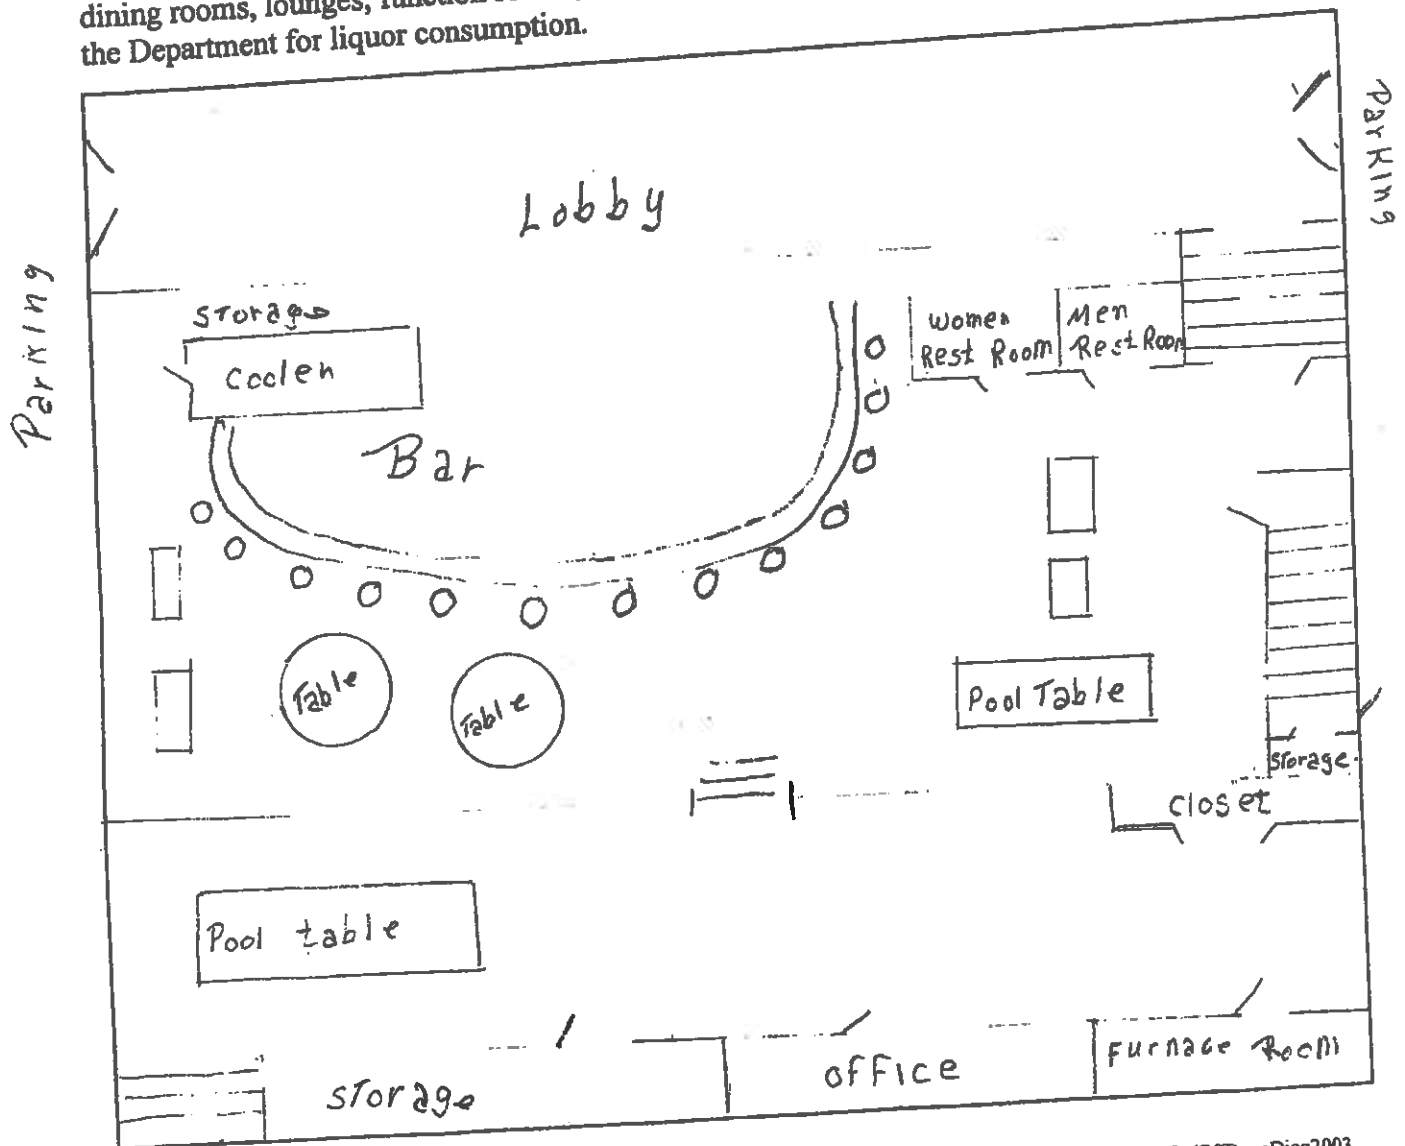 dining rooms, lounges,
the Department for liquor consumption.
Parking
Lobby
Parking
Storage
Coolen
Women
Rest Room
Men
Rest Room
Bar
Table
Table
Pool Table
Storage
Closet
Pool table
Storage
office
Furnace Room